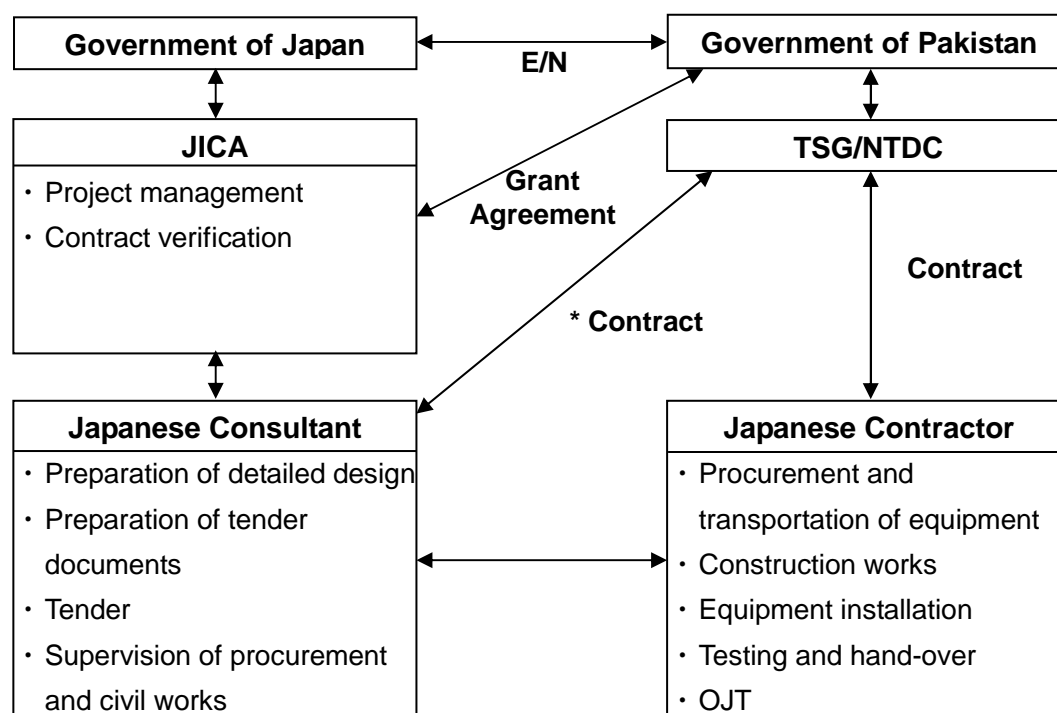 Government of Japan
E/N
Government of Pakistan
JICA
・Project management
・Contract verification
Grant
Agreement
TSG/NTDC
Contract
* Contract
Japanese Consultant
・Preparation of detailed design
・Preparation of tender
documents
・Tender
・Supervision of procurement
and civil works
Japanese Contractor
・Procurement and
transportation of equipment
・Construction works
・Equipment installation
・Testing and hand-over
・OJT